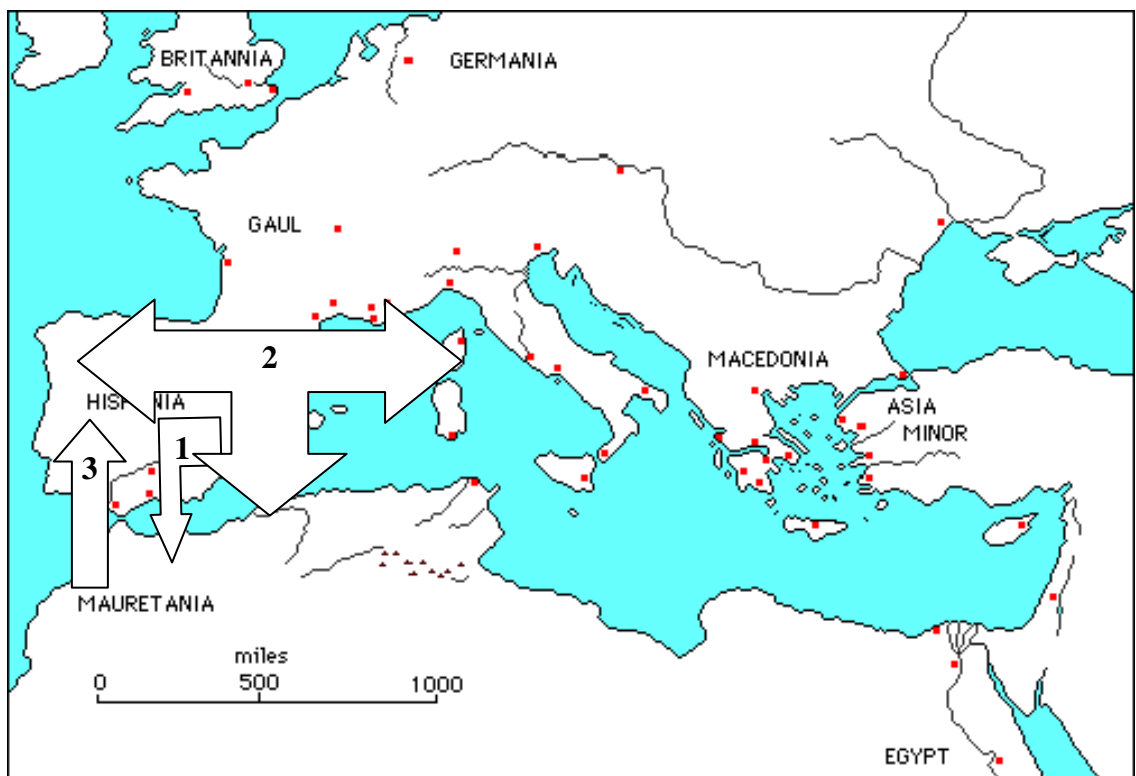 BRITANNIA
GERMANIA
GAUL
2
MACEDONIA
HISPANIA
ASIA
MINOR
1
3
MAURETANIA
miles
0 500 1000
EGYPT